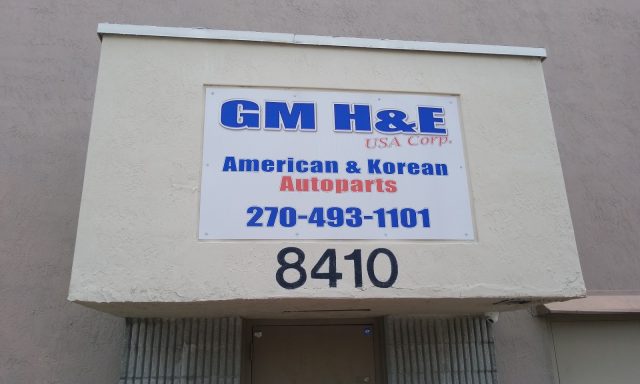 GM H&E
USA Corp.
American & Korean
Autoparts
270-493-1101
8410